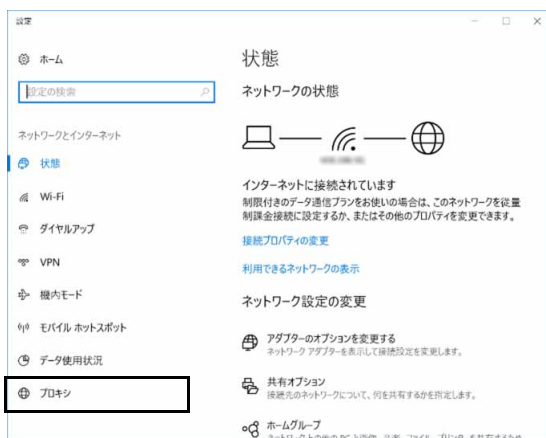 設定
ホーム
設定の検索
ネットワークとインターネット
状態
Wi-Fi
ダイヤルアップ
VPN
機内モード
モバイル ホットスポット
データ使用状況
プロキシ
状態
ネットワークの状態
インターネットに接続されています
制限付きのデータ通信プランをお使いの場合は、このネットワークを従量
制課金接続に設定するか、またはその他のプロパティを変更できます。
接続プロパティの変更
利用できるネットワークの表示
ネットワーク設定の変更
アダプターのオプションを変更する
ネットワーク アダプターを表示して接続設定を変更します。
共有オプション
接続先のネットワークについて、何を共有するかを指定します。
ホームグループ